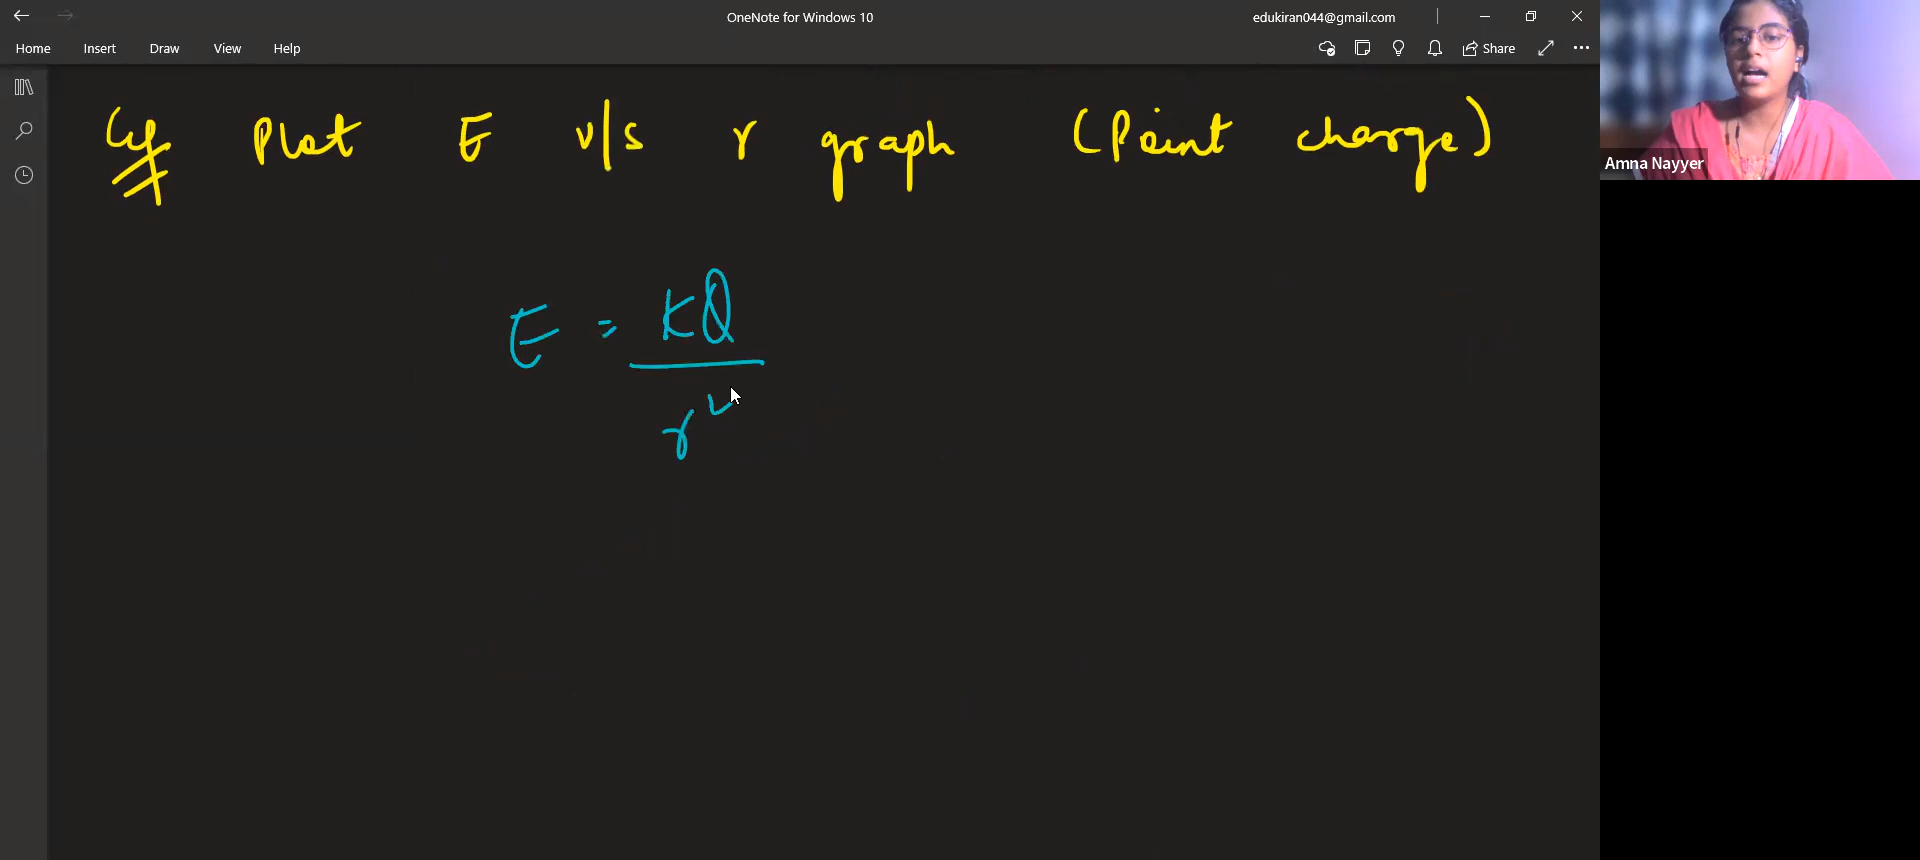 OneNote for Windows 10
edukiran044@gmail.com
Home Insert Draw View Help
Share
Plot E v/s r graph (Point charge)
Amna Nayyer
E = KQ
r²